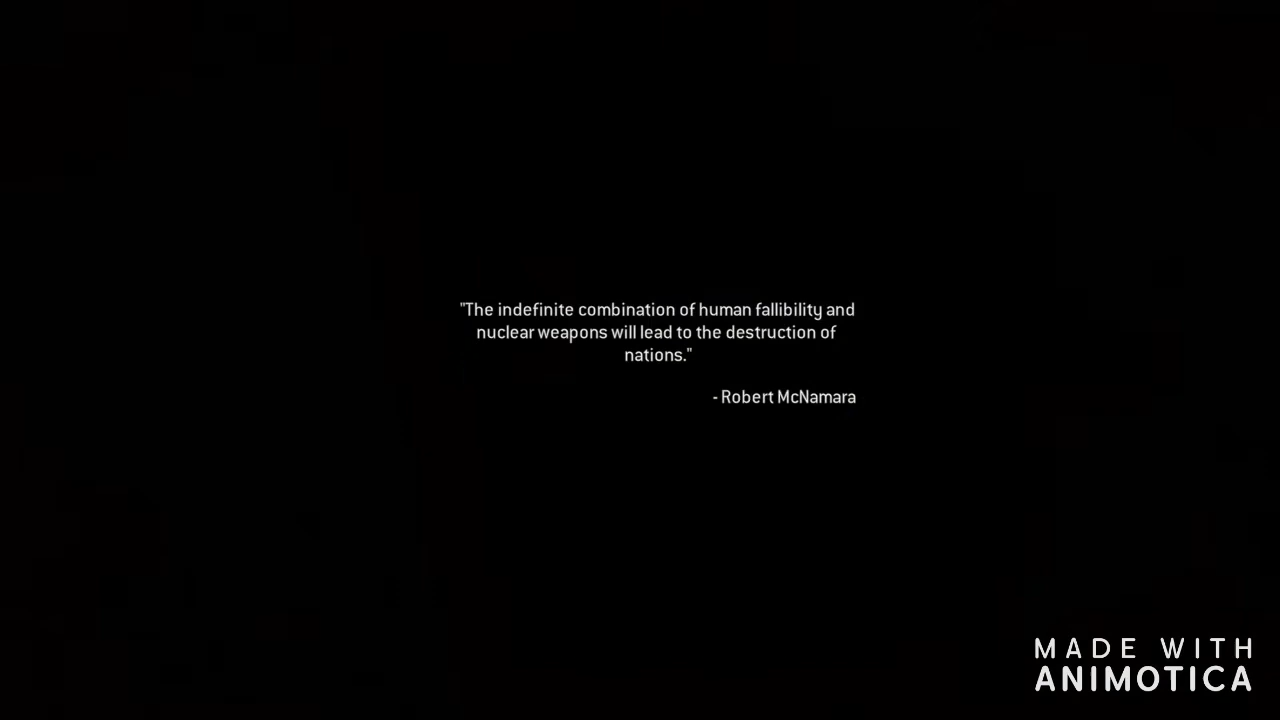 "The indefinite combination of human fallibility and
nuclear weapons will lead to the destruction of
nations."
- Robert McNamara
MADE WITH
ANIMOTICA